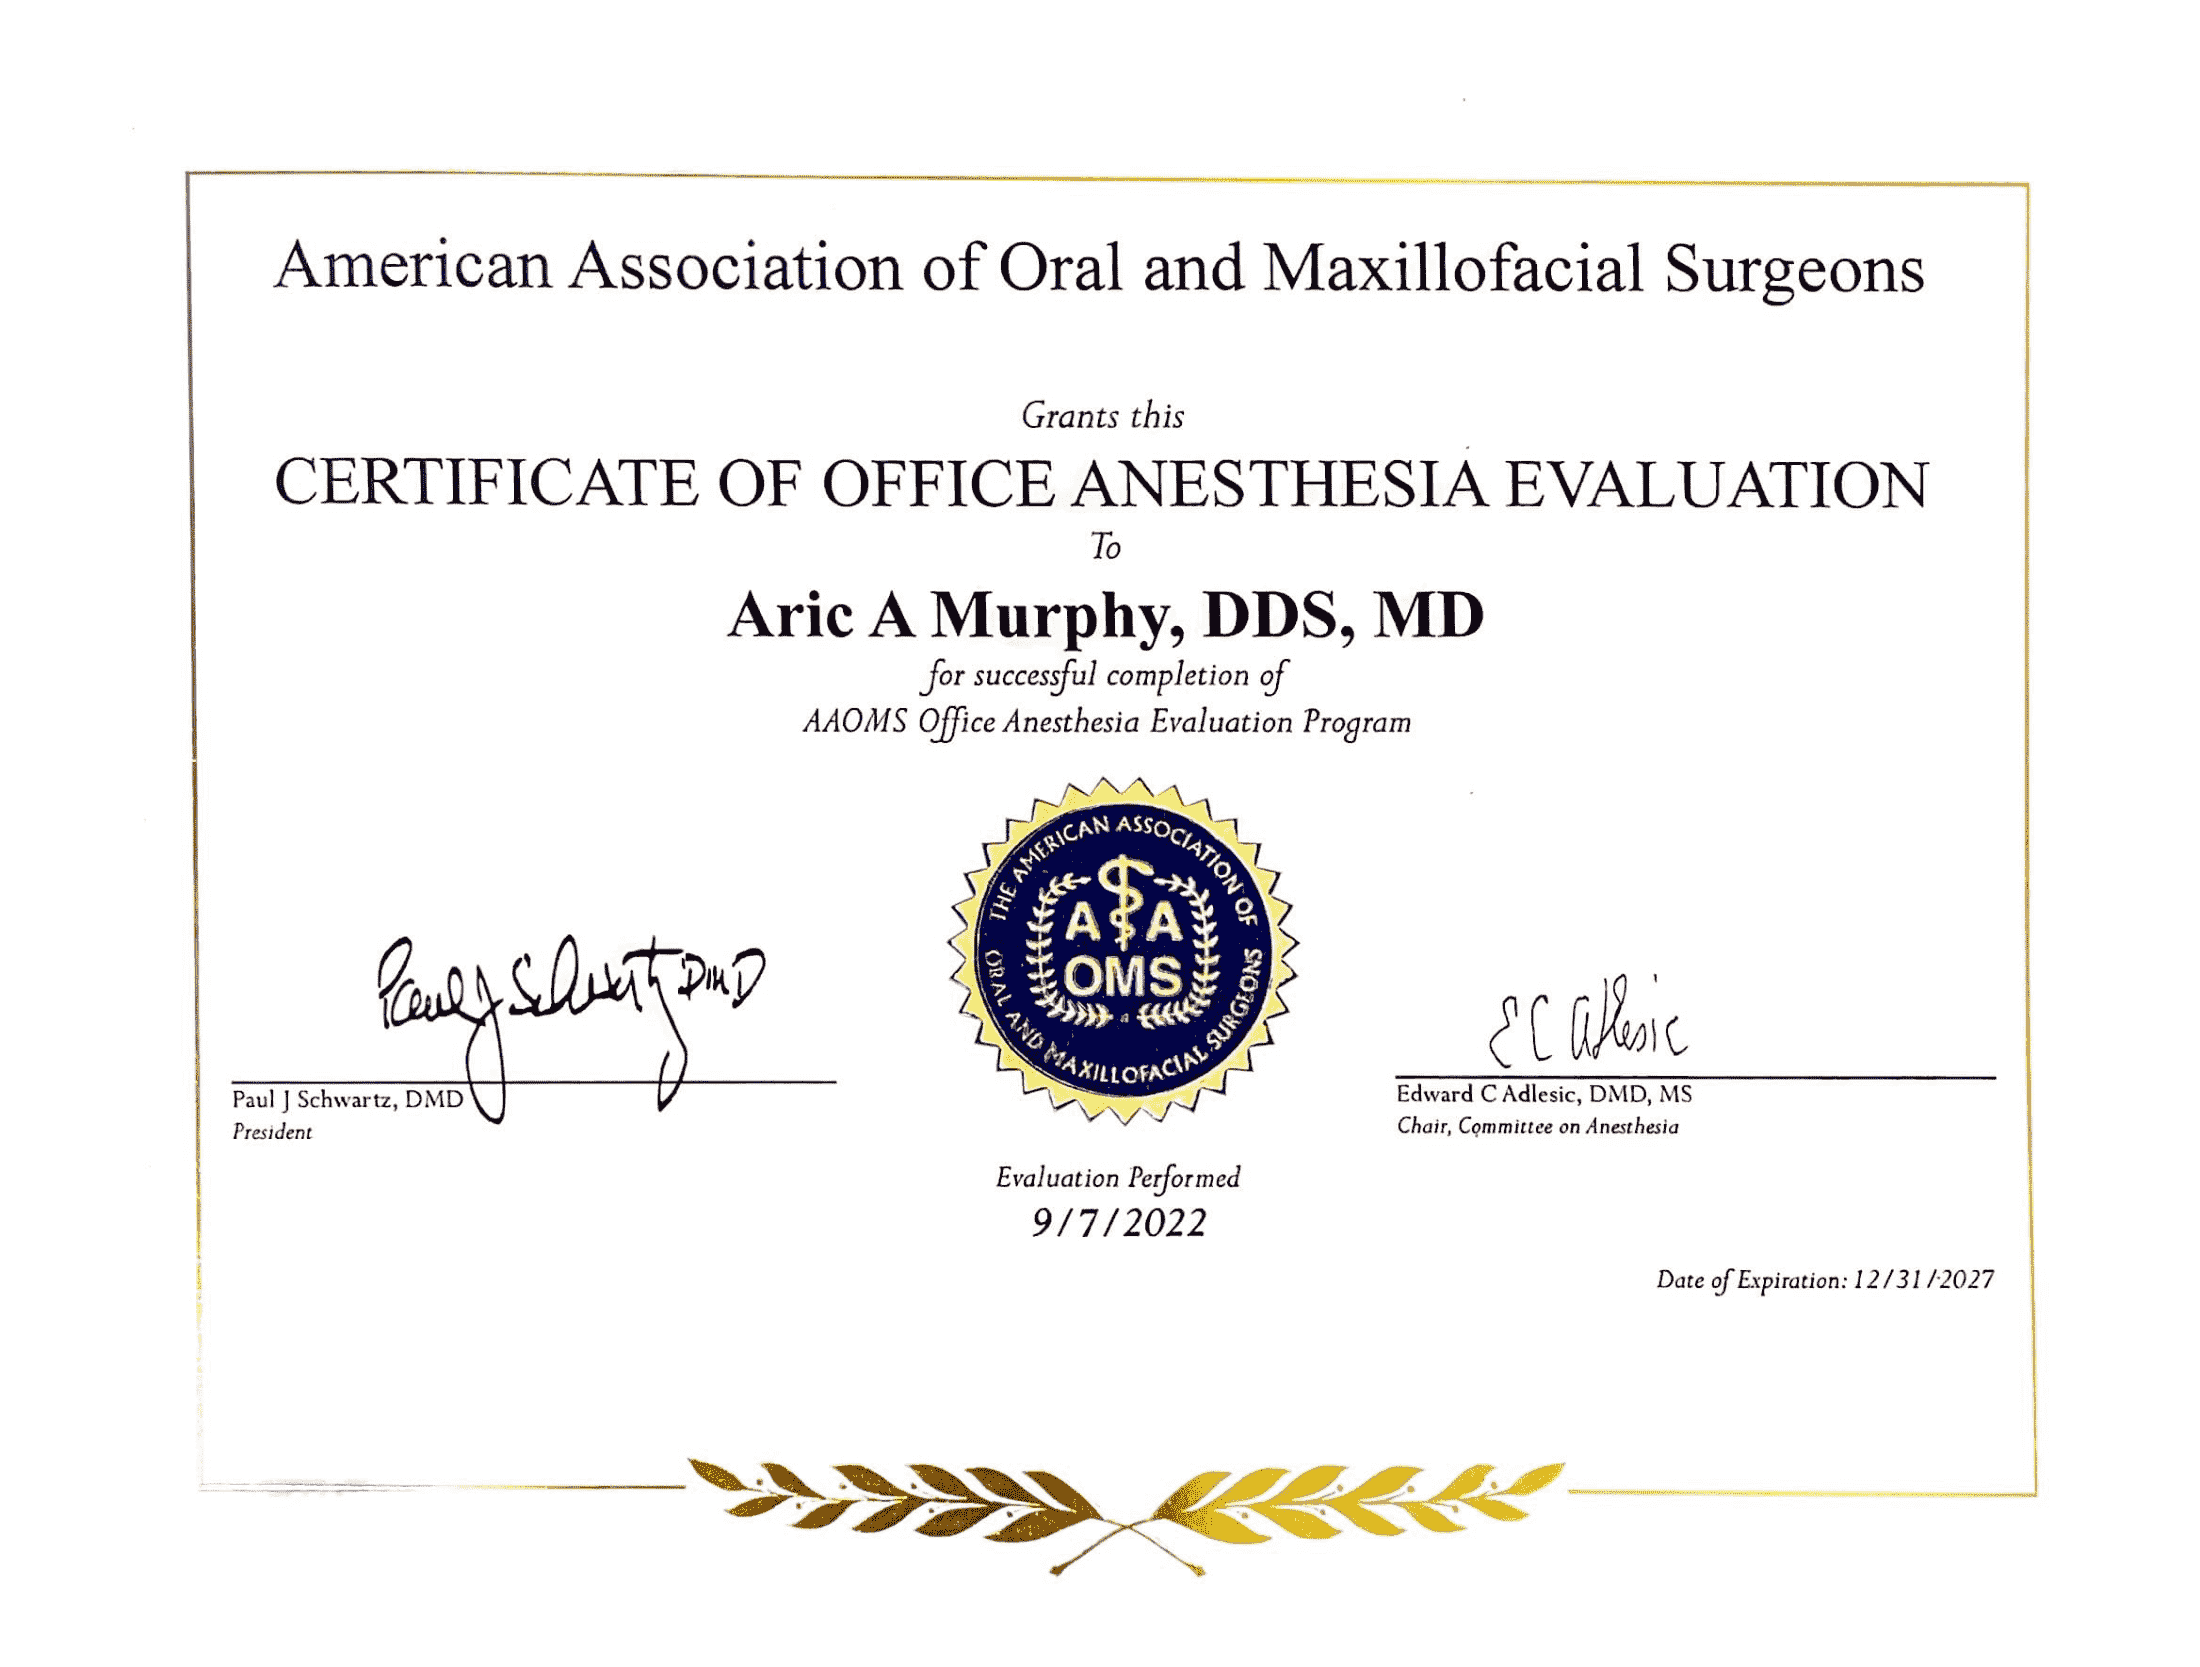 American Association of Oral and Maxillofacial Surgeons
Grants this
CERTIFICATE OF OFFICE ANESTHESIA EVALUATION
To
Aric A Murphy, DDS, MD
for successful completion of
AAOMS Office Anesthesia Evaluation Program
THE AMERICAN ASSOCIATION OF
ORAL AND MAXILLOFACIAL SURGEONS
A A
OMS
Paul J Schwartz DMD
Paul J Schwartz, DMD
President
E C Adlesic
Edward C Adlesic, DMD, MS
Chair, Committee on Anesthesia
Evaluation Performed
9/7/2022
Date of Expiration: 12/31/2027